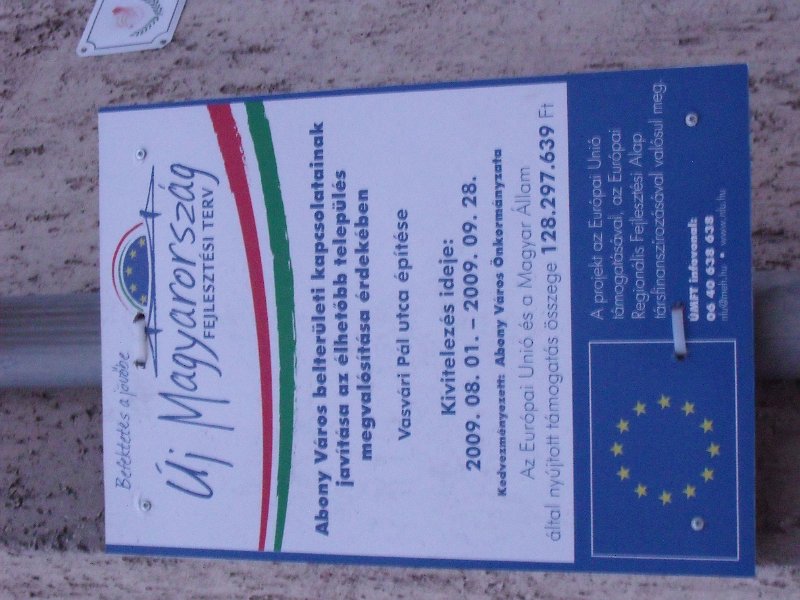 Befektetés a jövőbe
Új Magyarország
FEJLESZTÉSI TERV
Abony Város belterületi kapcsolatainak
javítása az élhetőbb település
megvalósítása érdekében
Vasvári Pál utca építése
Kivitelezés ideje:
2009. 08. 01. – 2009. 09. 28.
Kedvezményezett: Abony Város Önkormányzata
Az Európai Unió és a Magyar Állam
által nyújtott támogatás összege 128.297.639 Ft
A projekt az Európai Unió
támogatásával, az Európai
Regionális Fejlesztési Alap
társfinanszírozásával valósul meg.
ÚMFT infovonal:
06 40 638 638
nfu@meh.hu • www.nfu.hu